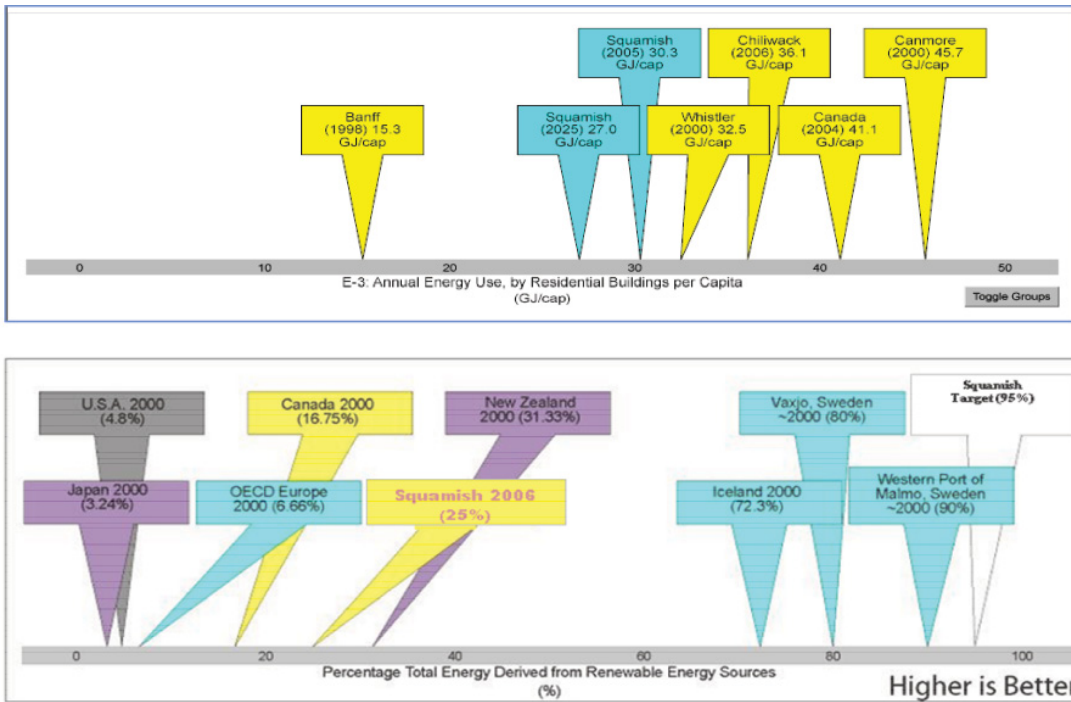 Squamish
(2005) 30.3
GJ/cap
Chiliwack
(2006) 36.1
GJ/cap
Canmore
(2000) 45.7
GJ/cap
Banff
(1998) 15.3
GJ/cap
Squamish
(2025) 27.0
GJ/cap
Whistler
(2000) 32.5
GJ/cap
Canada
(2004) 41.1
GJ/cap
0 10 20 30 40 50
E-3: Annual Energy Use, by Residential Buildings per Capita
(GJ/cap)
Toggle Groups
U.S.A. 2000
(4.8%)
Canada 2000
(16.75%)
New Zealand
2000 (31.33%)
Vaxjo, Sweden
~2000 (80%)
Squamish
Target (95%)
Japan 2000
(3.24%)
OECD Europe
2000 (6.66%)
Squamish 2006
(25%)
Iceland 2000
(72.3%)
Western Port of
Malmo, Sweden
~2000 (90%)
0 20 40 60 80 100
Percentage Total Energy Derived from Renewable Energy Sources
(%)
Higher is Better